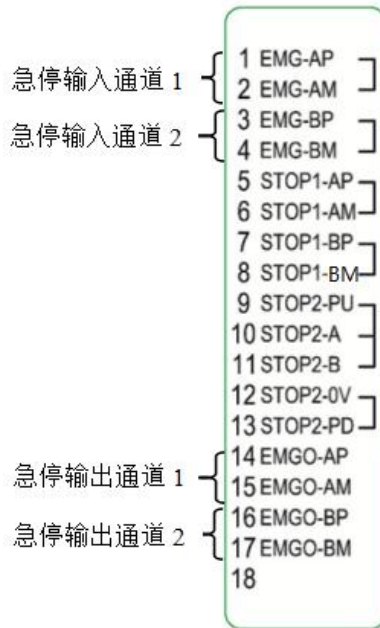 1 EMG-AP
急停输入通道 1
2 EMG-AM
3 EMG-BP
急停输入通道 2
4 EMG-BM
5 STOP1-AP
6 STOP1-AM
7 STOP1-BP
8 STOP1-BM
9 STOP2-PU
10 STOP2-A
11 STOP2-B
12 STOP2-0V
13 STOP2-PD
14 EMGO-AP
急停输出通道 1
15 EMGO-AM
16 EMGO-BP
急停输出通道 2
17 EMGO-BM
18